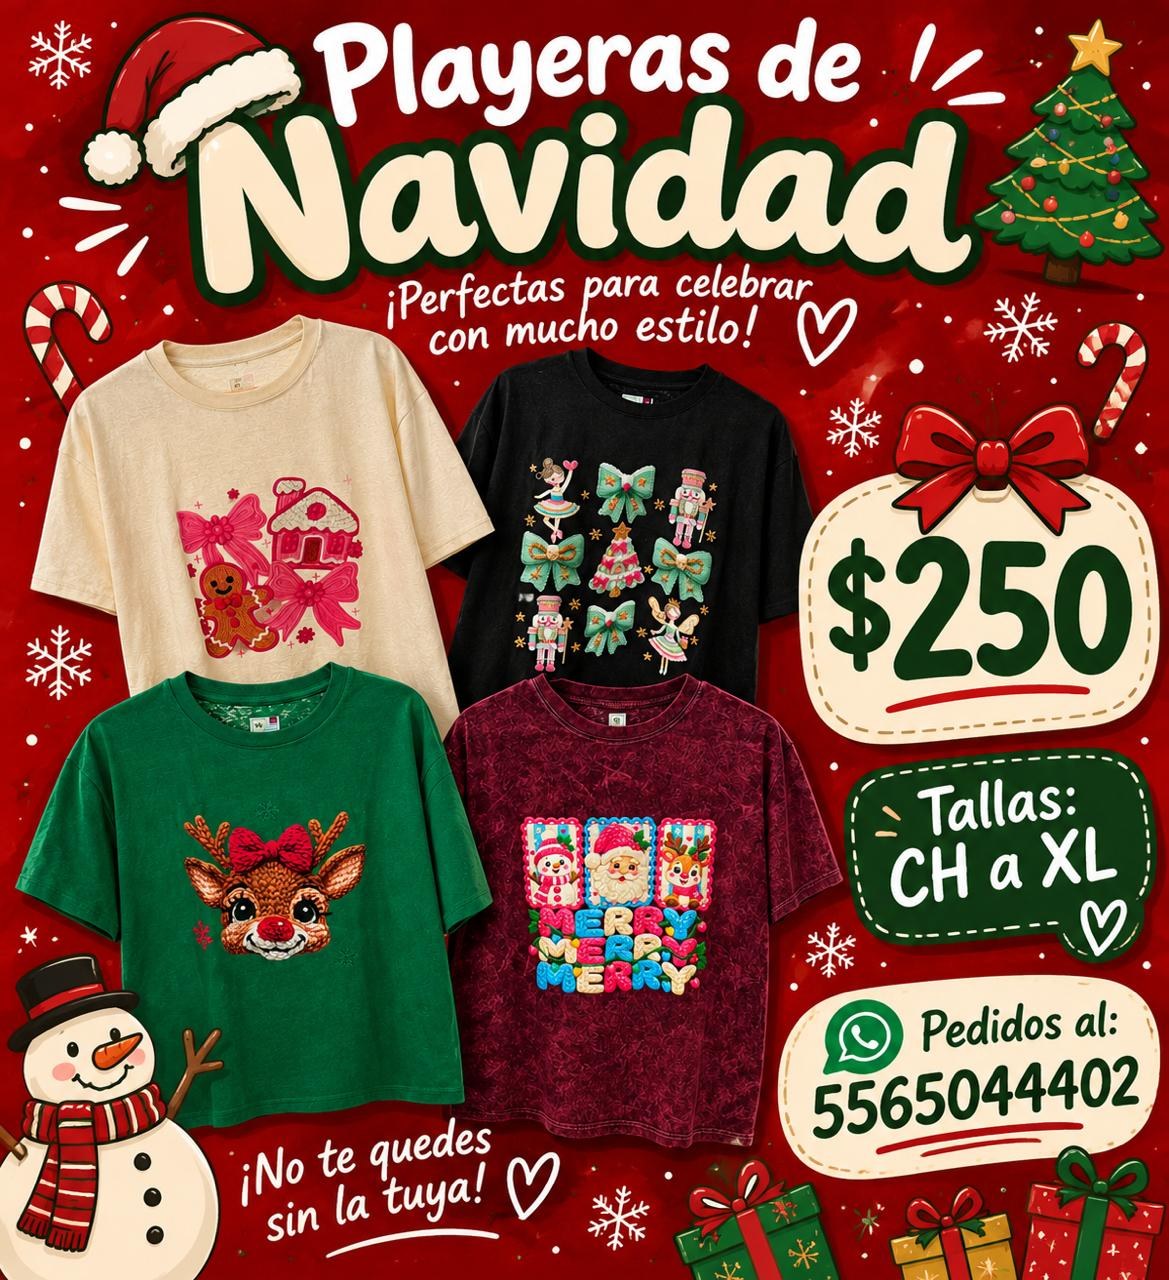 Playeras de
Navidad
¡Perfectas para celebrar
con mucho estilo!
$250
Tallas:
CH a XL
MERRY
MERRY
MERRY
Pedidos al:
5565044402
¡No te quedes
sin la tuya!